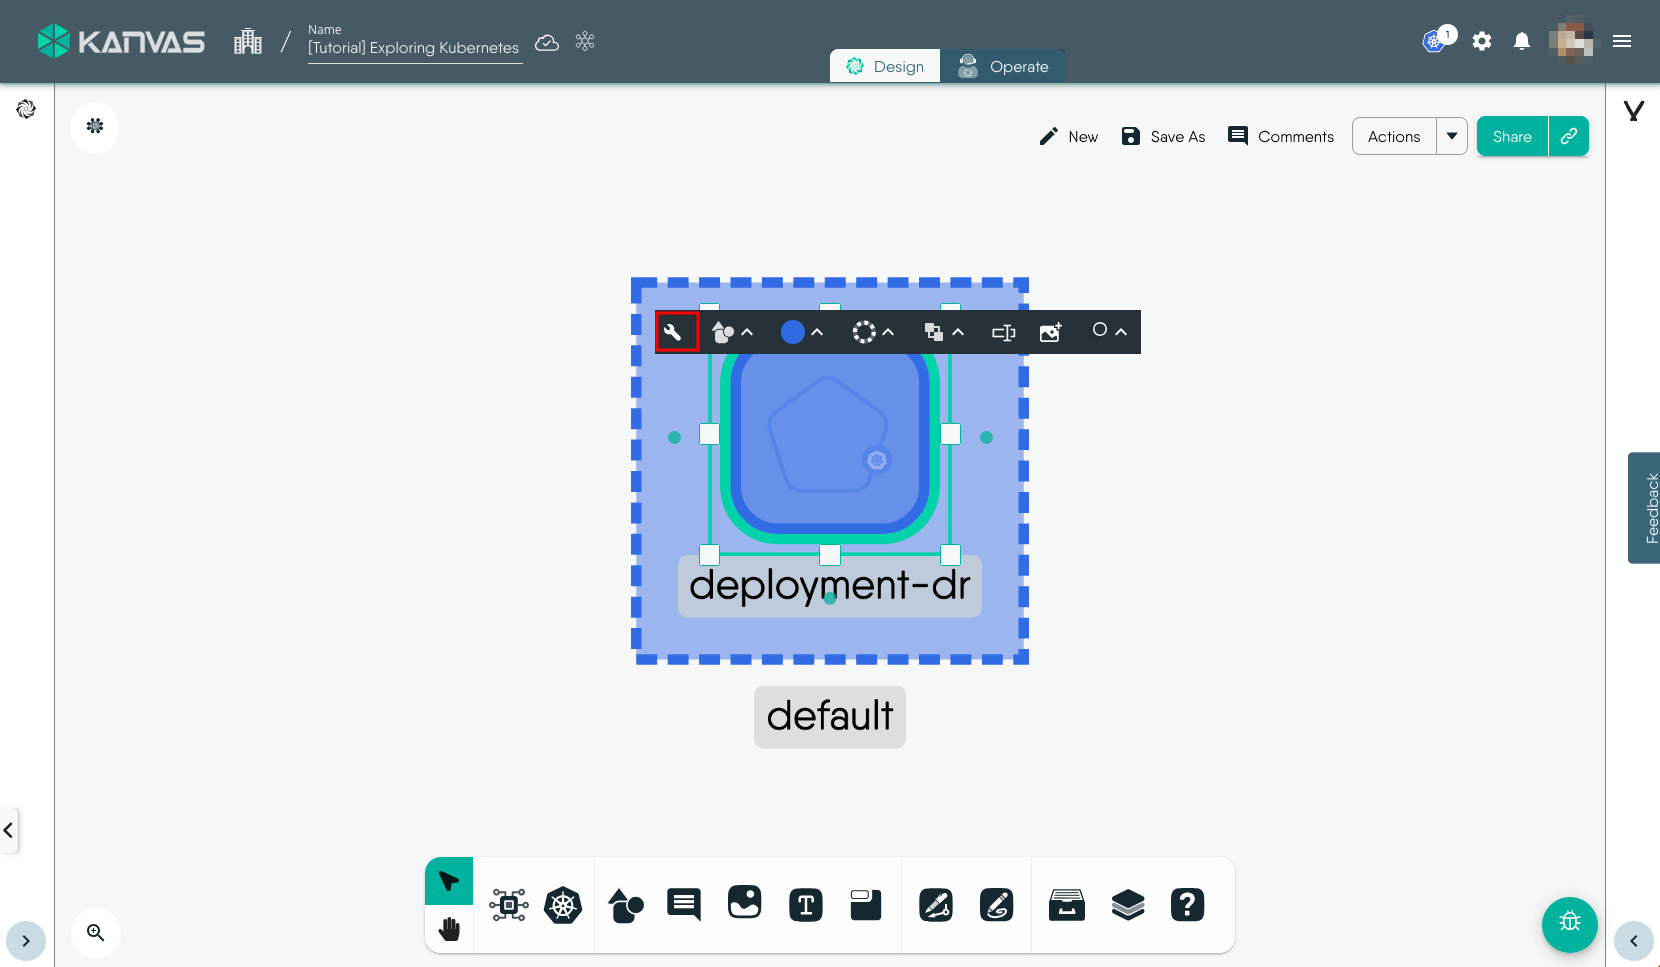 KANVAS
/
Name
[Tutorial] Exploring Kubernetes
1
Design
Operate
New
Save As
Comments
Actions
Share
deployment-dr
default
Feedback
T
?